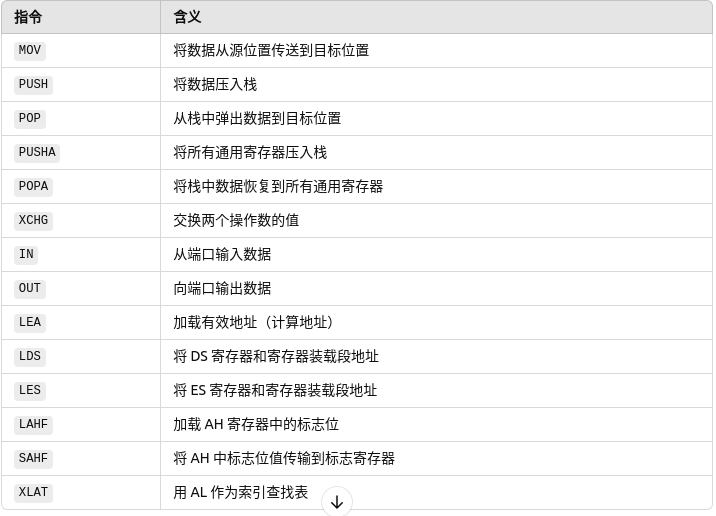 指令 含义
MOV 将数据从源位置传送到目标位置
PUSH 将数据压入栈
POP 从栈中弹出数据到目标位置
PUSHA 将所有通用寄存器压入栈
POPA 将栈中数据恢复到所有通用寄存器
XCHG 交换两个操作数的值
IN 从端口输入数据
OUT 向端口输出数据
LEA 加载有效地址（计算地址）
LDS 将 DS 寄存器和寄存器装载段地址
LES 将 ES 寄存器和寄存器装载段地址
LAHF 加载 AH 寄存器中的标志位
SAHF 将 AH 中标志位值传输到标志寄存器
XLAT 用 AL 作为索引查找表